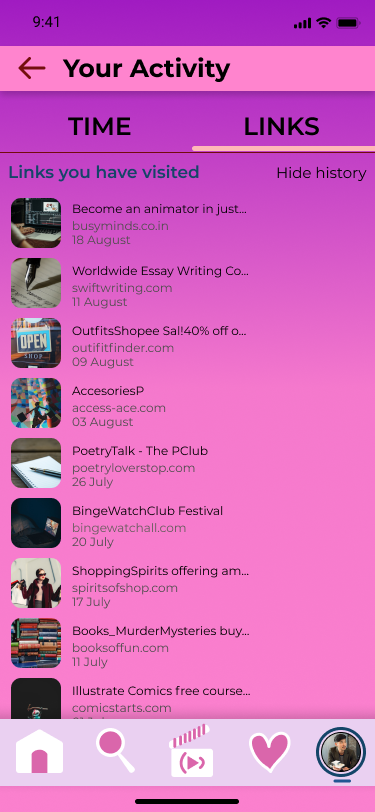 9:41
Your Activity
TIME LINKS
Links you have visited Hide history
Become an animator in just...
busyminds.co.in
18 August
Worldwide Essay Writing Co...
swiftwriting.com
11 August
OutfitsShopee Sal!40% off o...
outifitfinder.com
09 August
OPEN
SHOP
AccesoriesP
access-ace.com
03 August
PoetryTalk - The PClub
poetryloverstop.com
26 July
BingeWatchClub Festival
bingewatchall.com
20 July
ShoppingSpirits offering am...
spiritsofshop.com
17 July
Books_MurderMysteries buy...
booksoffun.com
11 July
Illustrate Comics free course...
comicstarts.com